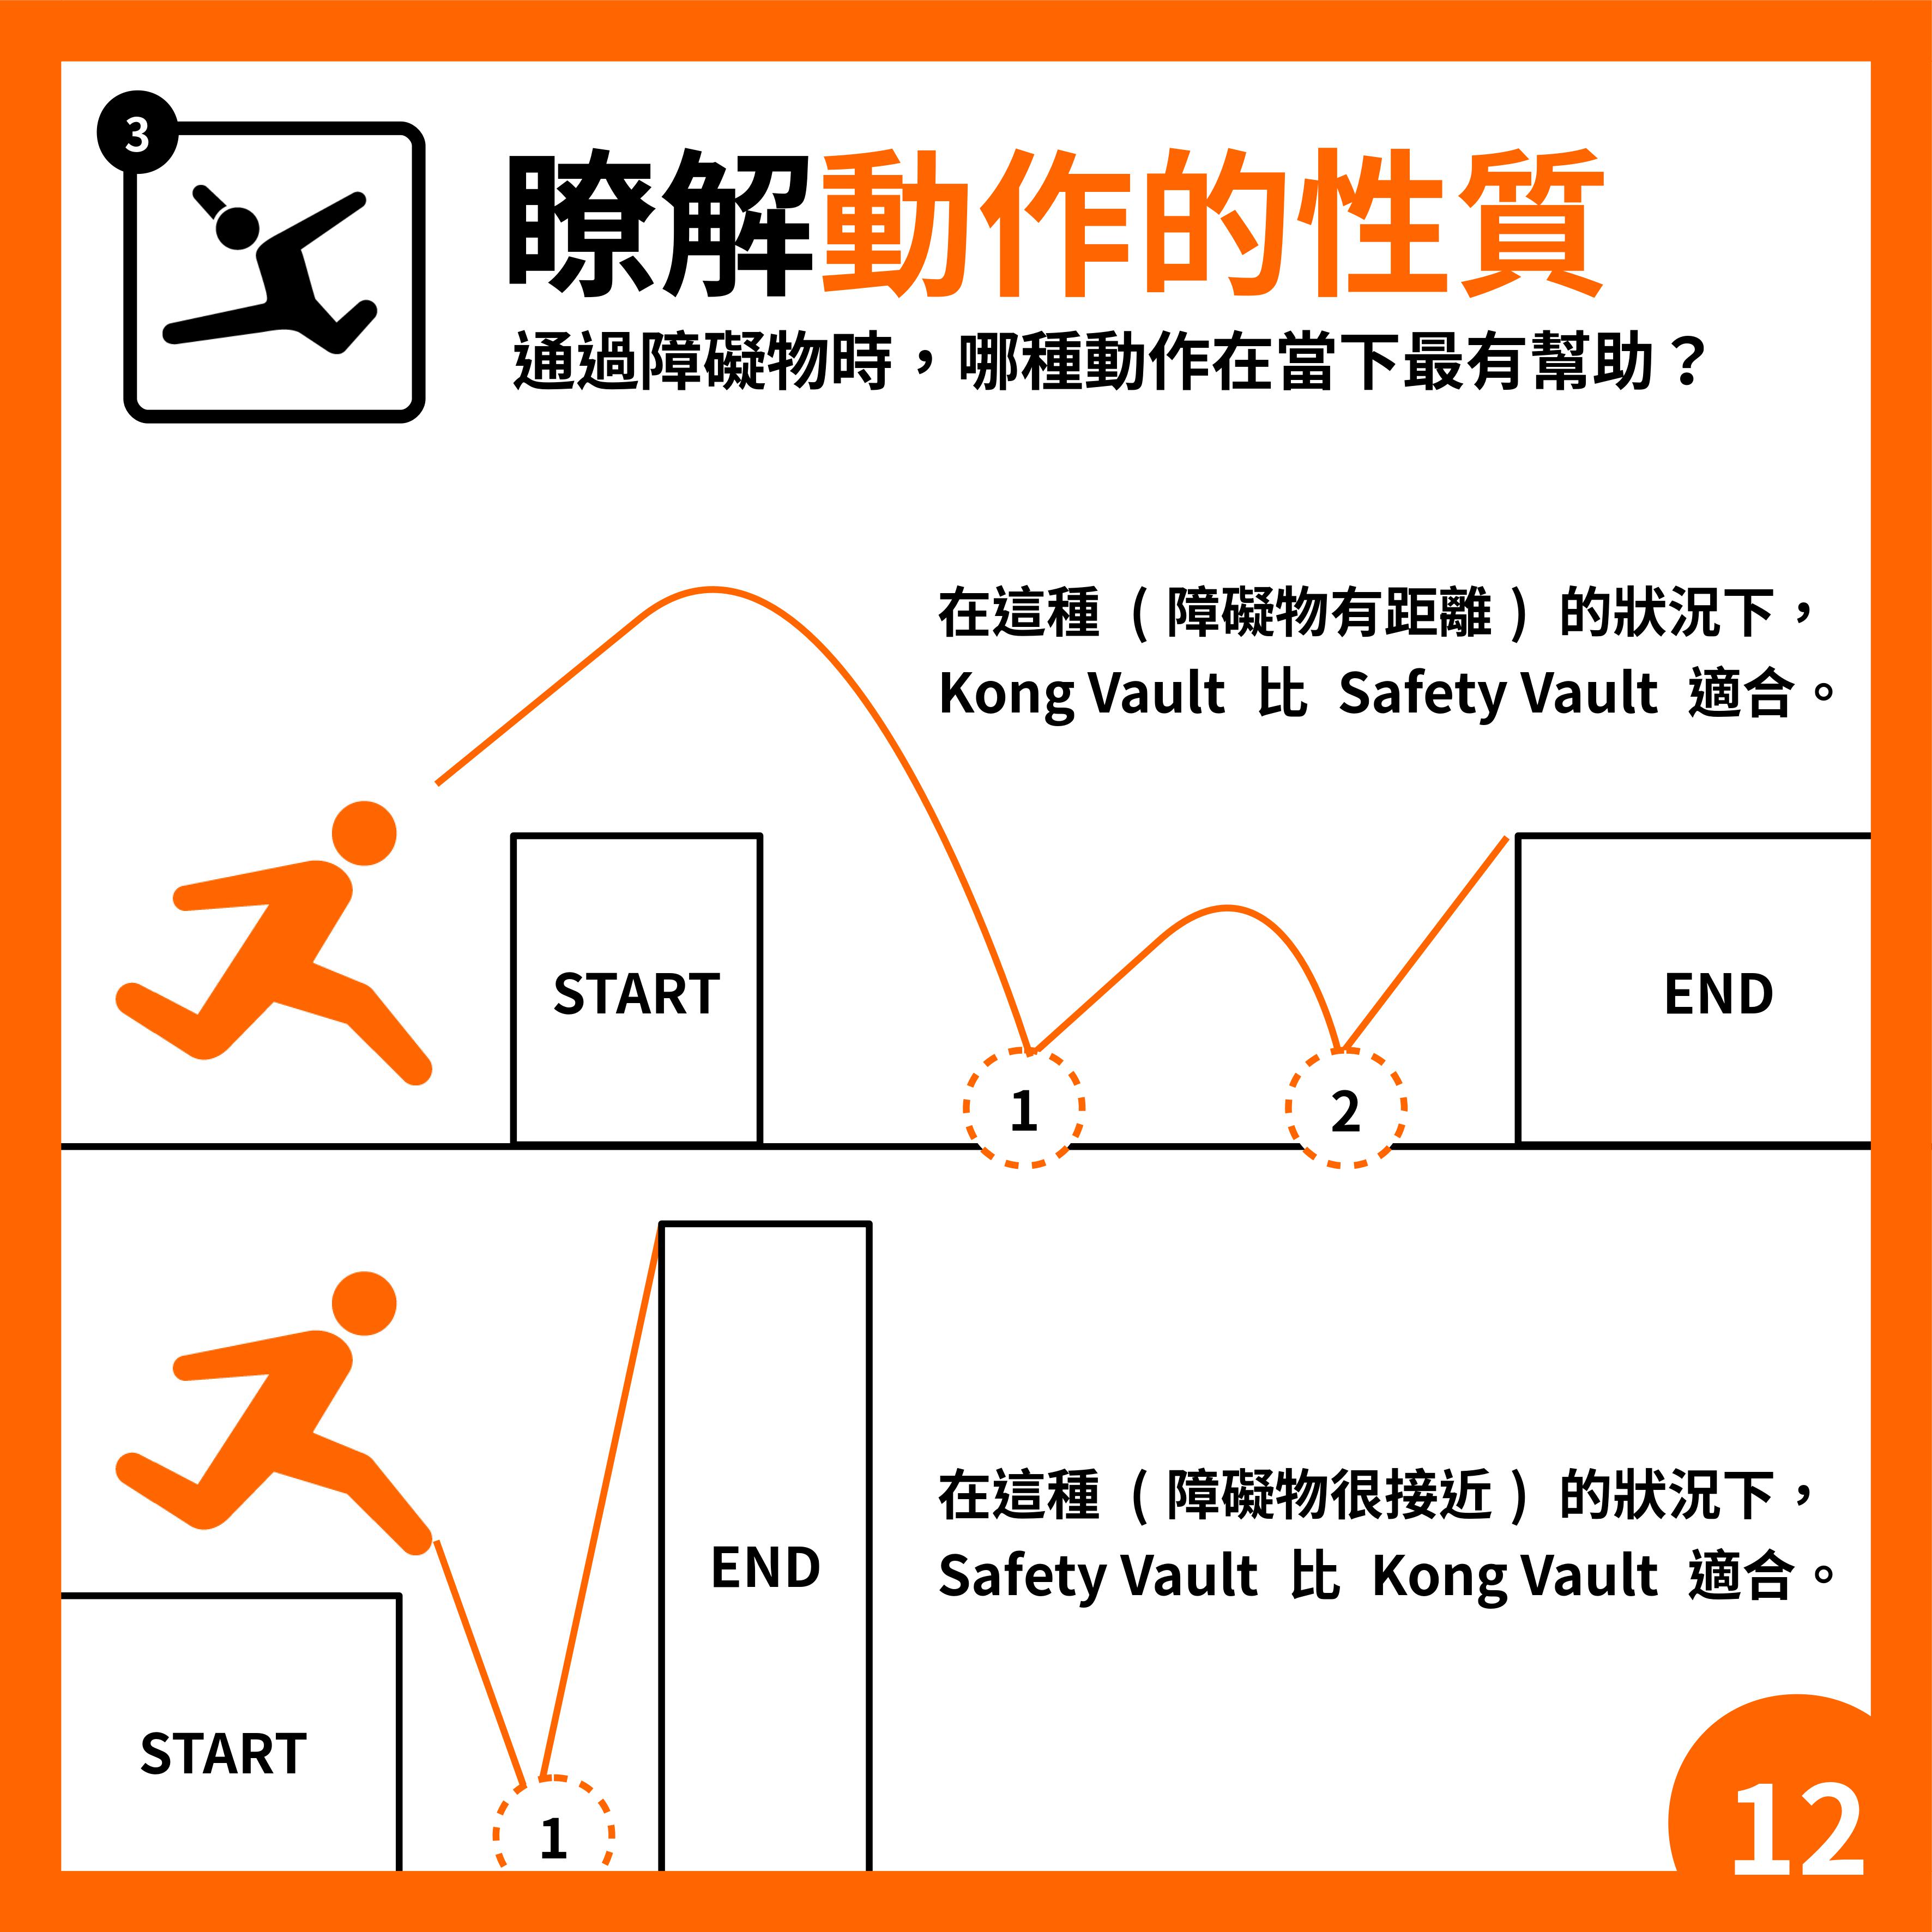 3
瞭解動作的性質
通過障礙物時，哪種動作在當下最有幫助？
在這種（障礙物有距離）的狀況下，
Kong Vault 比 Safety Vault 適合。
START
END
1
2
在這種（障礙物很接近）的狀況下，
Safety Vault 比 Kong Vault 適合。
END
START
1
12